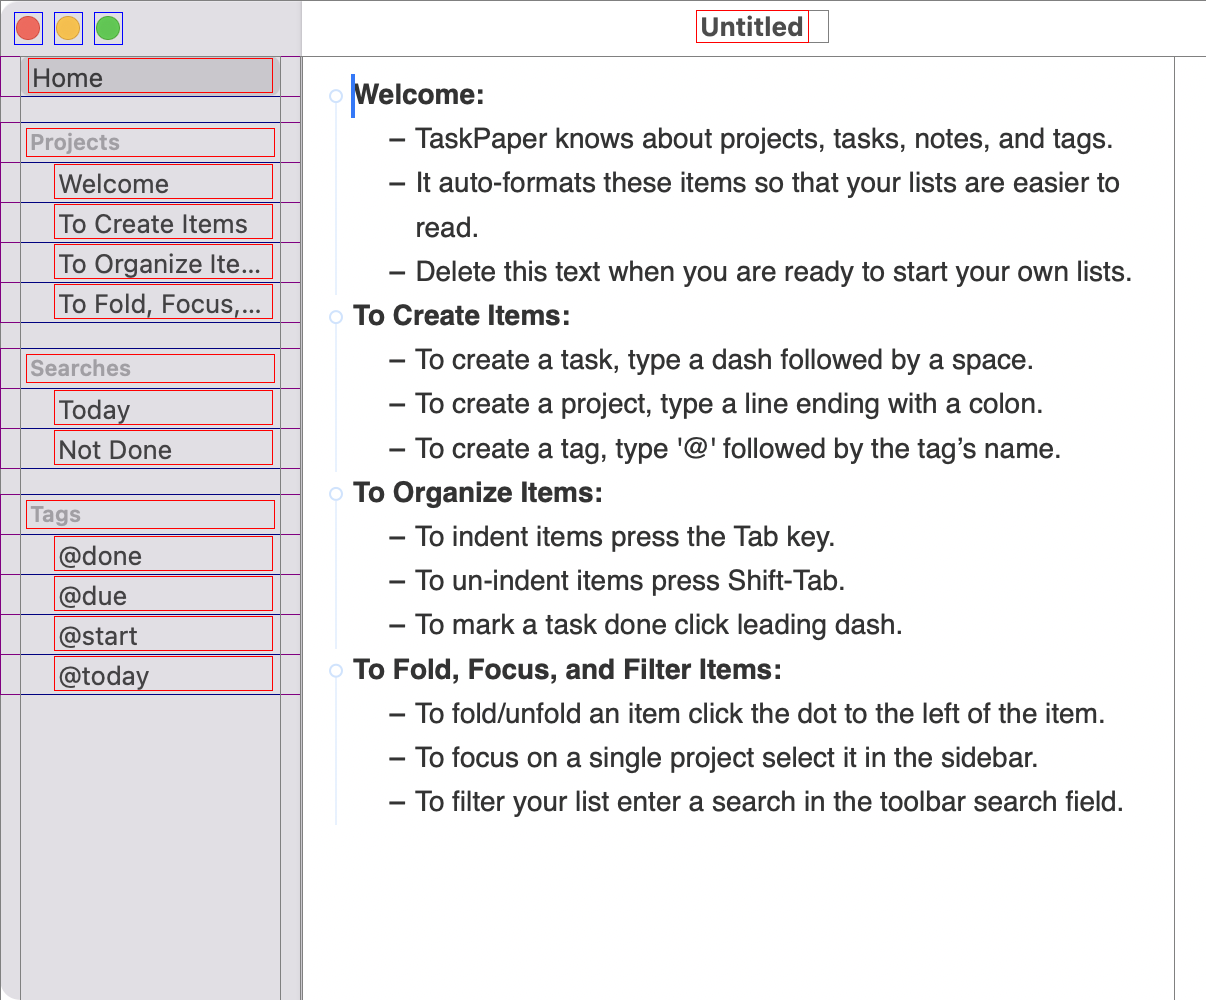 Untitled
Home
Projects
Welcome
To Create Items
To Organize Ite...
To Fold, Focus,...
Searches
Today
Not Done
Tags
@done
@due
@start
@today
Welcome:
– TaskPaper knows about projects, tasks, notes, and tags.
– It auto-formats these items so that your lists are easier to
read.
– Delete this text when you are ready to start your own lists.
To Create Items:
– To create a task, type a dash followed by a space.
– To create a project, type a line ending with a colon.
– To create a tag, type '@' followed by the tag’s name.
To Organize Items:
– To indent items press the Tab key.
– To un-indent items press Shift-Tab.
– To mark a task done click leading dash.
To Fold, Focus, and Filter Items:
– To fold/unfold an item click the dot to the left of the item.
– To focus on a single project select it in the sidebar.
– To filter your list enter a search in the toolbar search field.